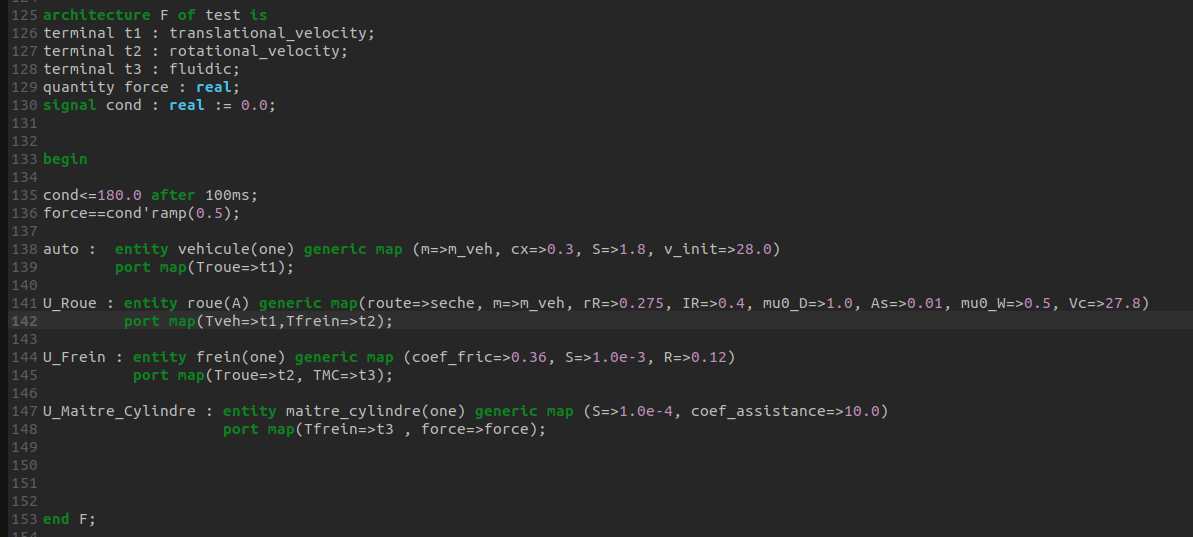 125 architecture F of test is
126 terminal t1 : translational_velocity;
127 terminal t2 : rotational_velocity;
128 terminal t3 : fluidic;
129 quantity force : real;
130 signal cond : real := 0.0;
131
132
133 begin
134
135 cond<=180.0 after 100ms;
136 force==cond'ramp(0.5);
137
138 auto :  entity vehicule(one) generic map (m=>m_veh, cx=>0.3, S=>1.8, v_init=>28.0)
139         port map(Troue=>t1);
140
141 U_Roue : entity roue(A) generic map(route=>seche, m=>m_veh, rR=>0.275, IR=>0.4, mu0_D=>1.0, As=>0.01, mu0_W=>0.5, Vc=>27.8)
142          port map(Tveh=>t1,Tfrein=>t2);
143
144 U_Frein : entity frein(one) generic map (coef_fric=>0.36, S=>1.0e-3, R=>0.12)
145           port map(Troue=>t2, TMC=>t3);
146
147 U_Maitre_Cylindre : entity maitre_cylindre(one) generic map (S=>1.0e-4, coef_assistance=>10.0)
148                     port map(Tfrein=>t3 , force=>force);
149
150
151
152
153 end F;